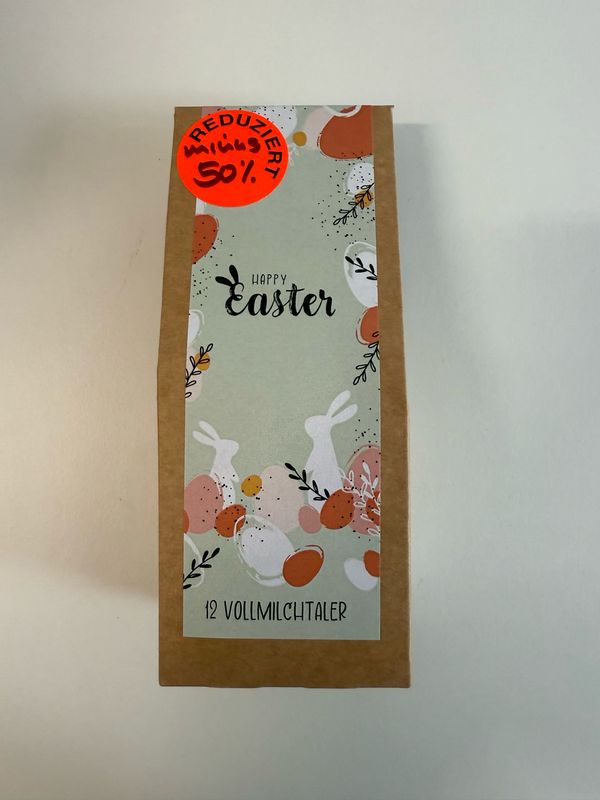 REDUZIERT
minus
50%
HAPPY
Easter
12 VOLLMILCHTALER